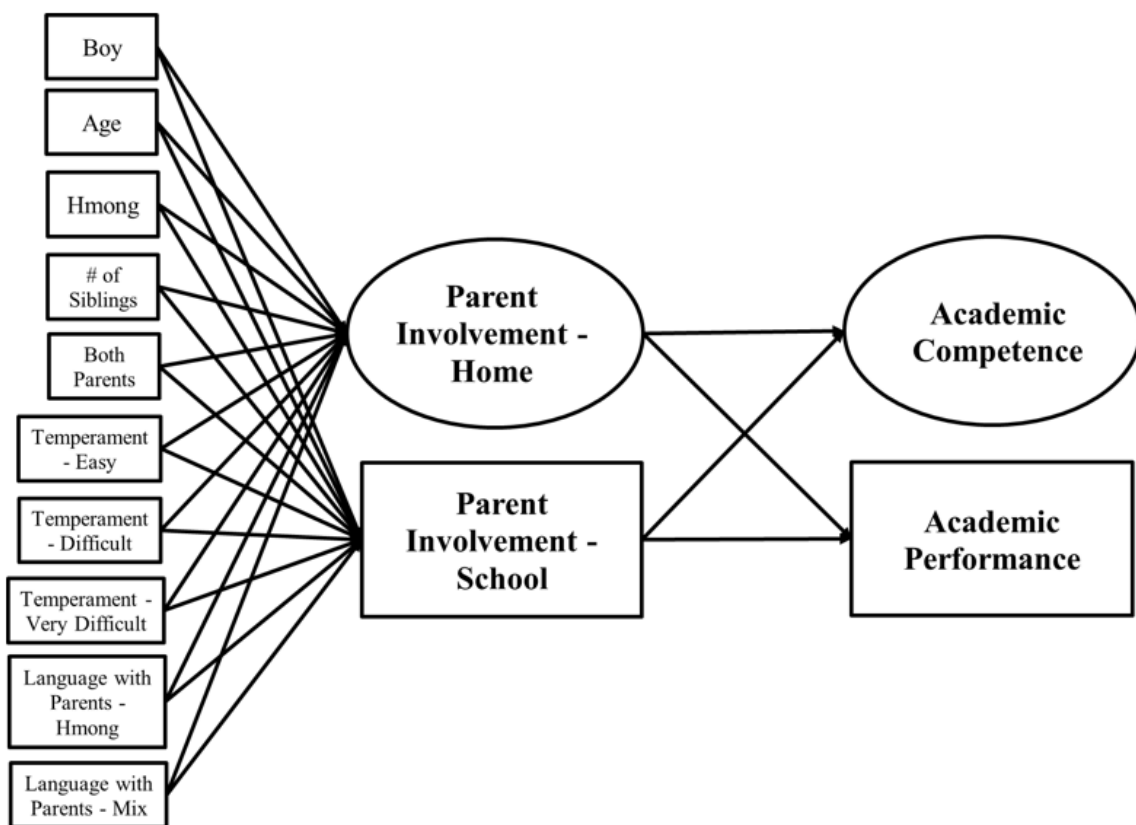 Boy
Age
Hmong
# of
Siblings
Both
Parents
Temperament
- Easy
Temperament
- Difficult
Temperament -
Very Difficult
Language with
Parents -
Hmong
Language with
Parents - Mix
Parent
Involvement -
Home
Parent
Involvement -
School
Academic
Competence
Academic
Performance